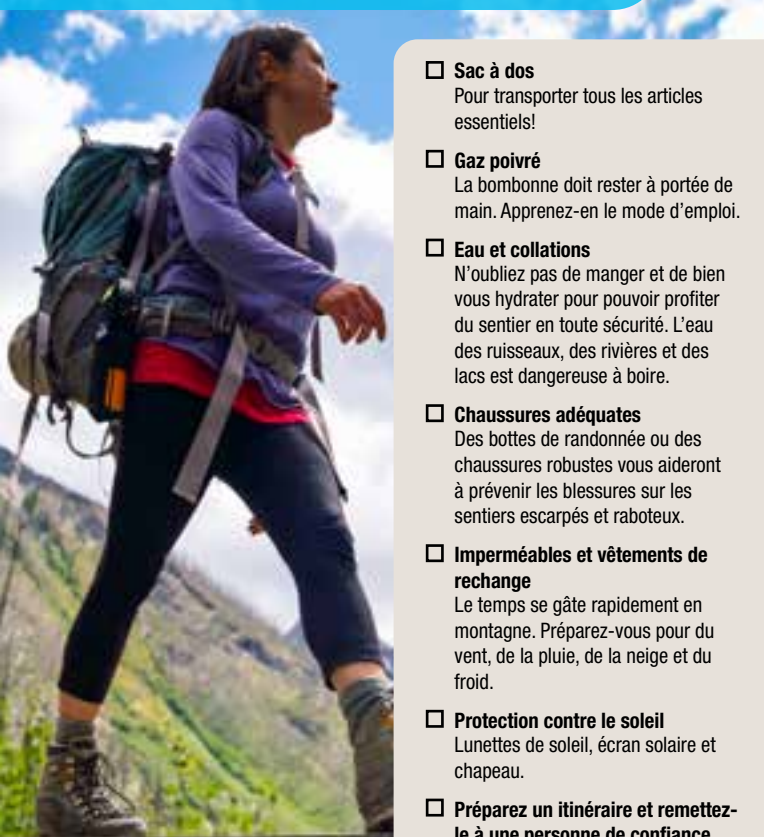 Sac à dos
Pour transporter tous les articles
essentiels!
Gaz poivré
La bombonne doit rester à portée de
main. Apprenez-en le mode d'emploi.
Eau et collations
N'oubliez pas de manger et de bien
vous hydrater pour pouvoir profiter
du sentier en toute sécurité. L'eau
des ruisseaux, des rivières et des
lacs est dangereuse à boire.
Chaussures adéquates
Des bottes de randonnée ou des
chaussures robustes vous aideront
à prévenir les blessures sur les
sentiers escarpés et raboteux.
Imperméables et vêtements de
rechange
Le temps se gâte rapidement en
montagne. Préparez-vous pour du
vent, de la pluie, de la neige et du
froid.
Protection contre le soleil
Lunettes de soleil, écran solaire et
chapeau.
Préparez un itinéraire et remettez-
le à une personne de confiance